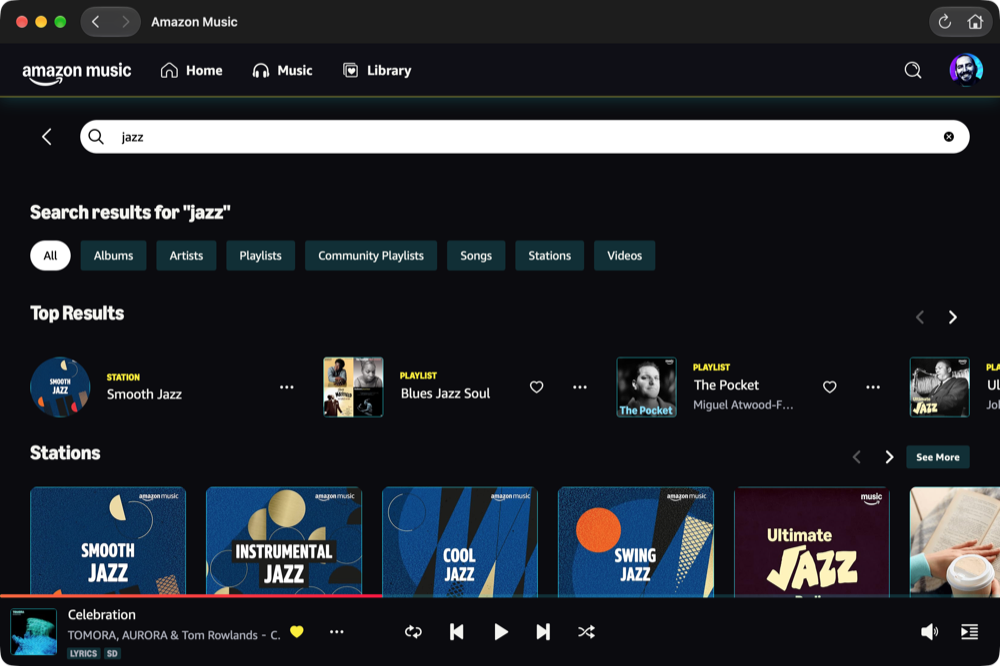 Amazon Music
amazon music
Home
Music
Library
jazz
Search results for "jazz"
All
Albums
Artists
Playlists
Community Playlists
Songs
Stations
Videos
Top Results
SMOOTH
JAZZ
STATION
Smooth Jazz
PLAYLIST
Blues Jazz Soul
The Pocket
PLAYLIST
The Pocket
Miguel Atwood-F...
Ultimate
JAZZ
Stations
See More
amazon music
SMOOTH
JAZZ
amazon music
INSTRUMENTAL
JAZZ
amazon music
COOL
JAZZ
amazon music
SWING
JAZZ
music
Ultimate
JAZZ
Celebration
TOMORA, AURORA & Tom Rowlands - C.
LYRICS
SD